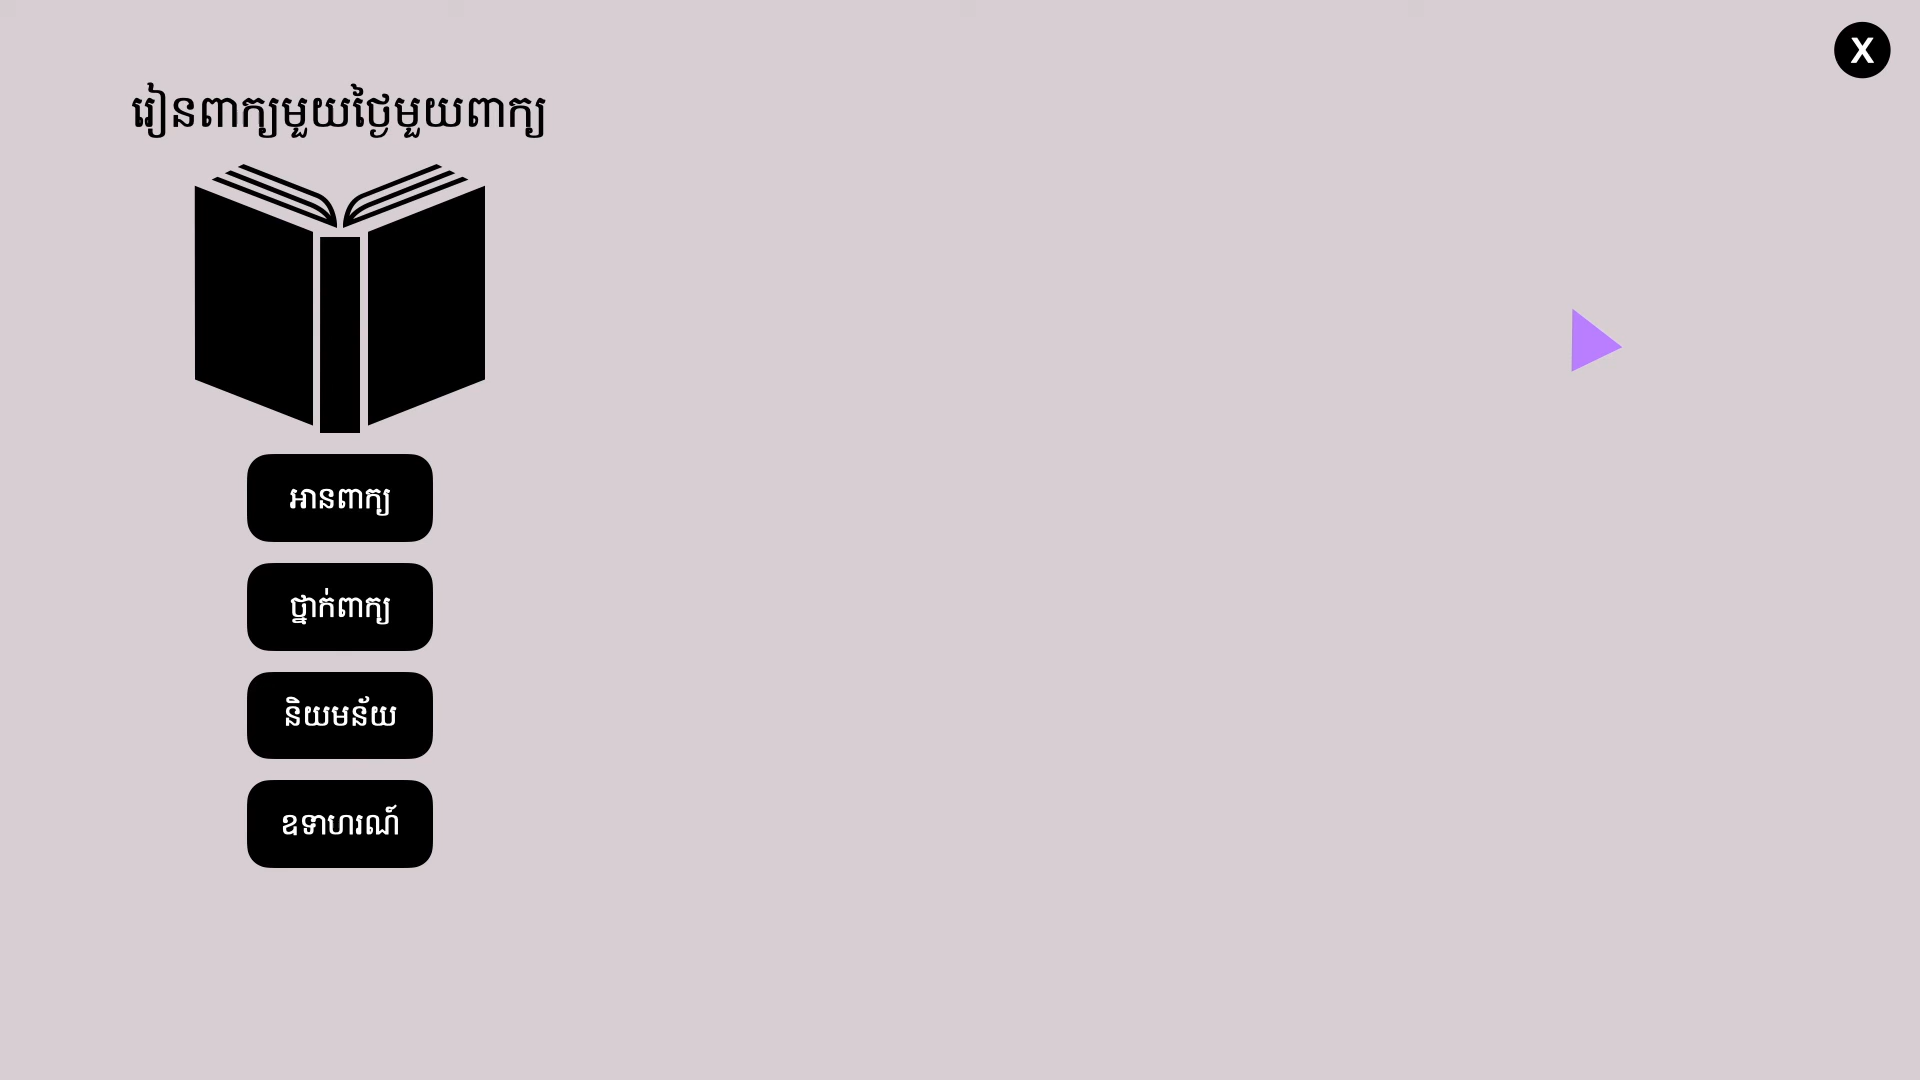 X
រៀនពាក្យមួយថ្ងៃមួយពាក្យ
អានពាក្យ
ថ្នាក់ពាក្យ
និយមន័យ
ឧទាហរណ៍